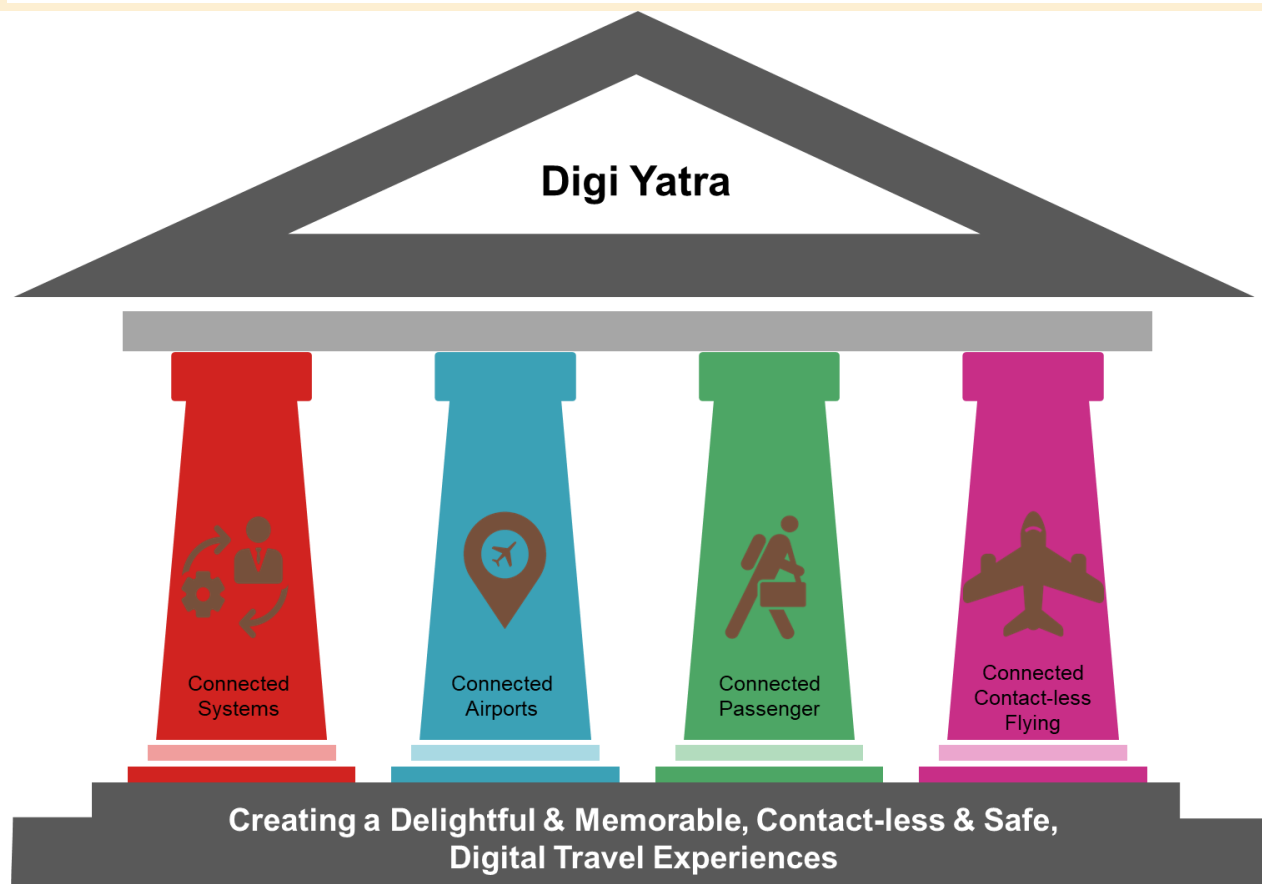 Digi Yatra
Connected
Systems
Connected
Airports
Connected
Passenger
Connected
Contact-less
Flying
Creating a Delightful & Memorable, Contact-less & Safe,
Digital Travel Experiences